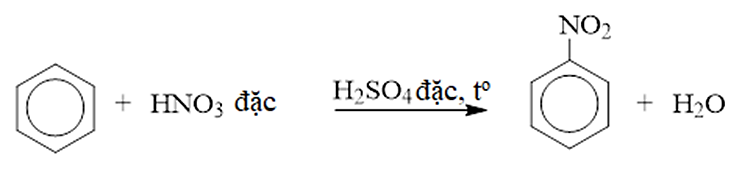 NO₂
+ HNO₃ đặc H₂SO₄ đặc, tº + H₂O